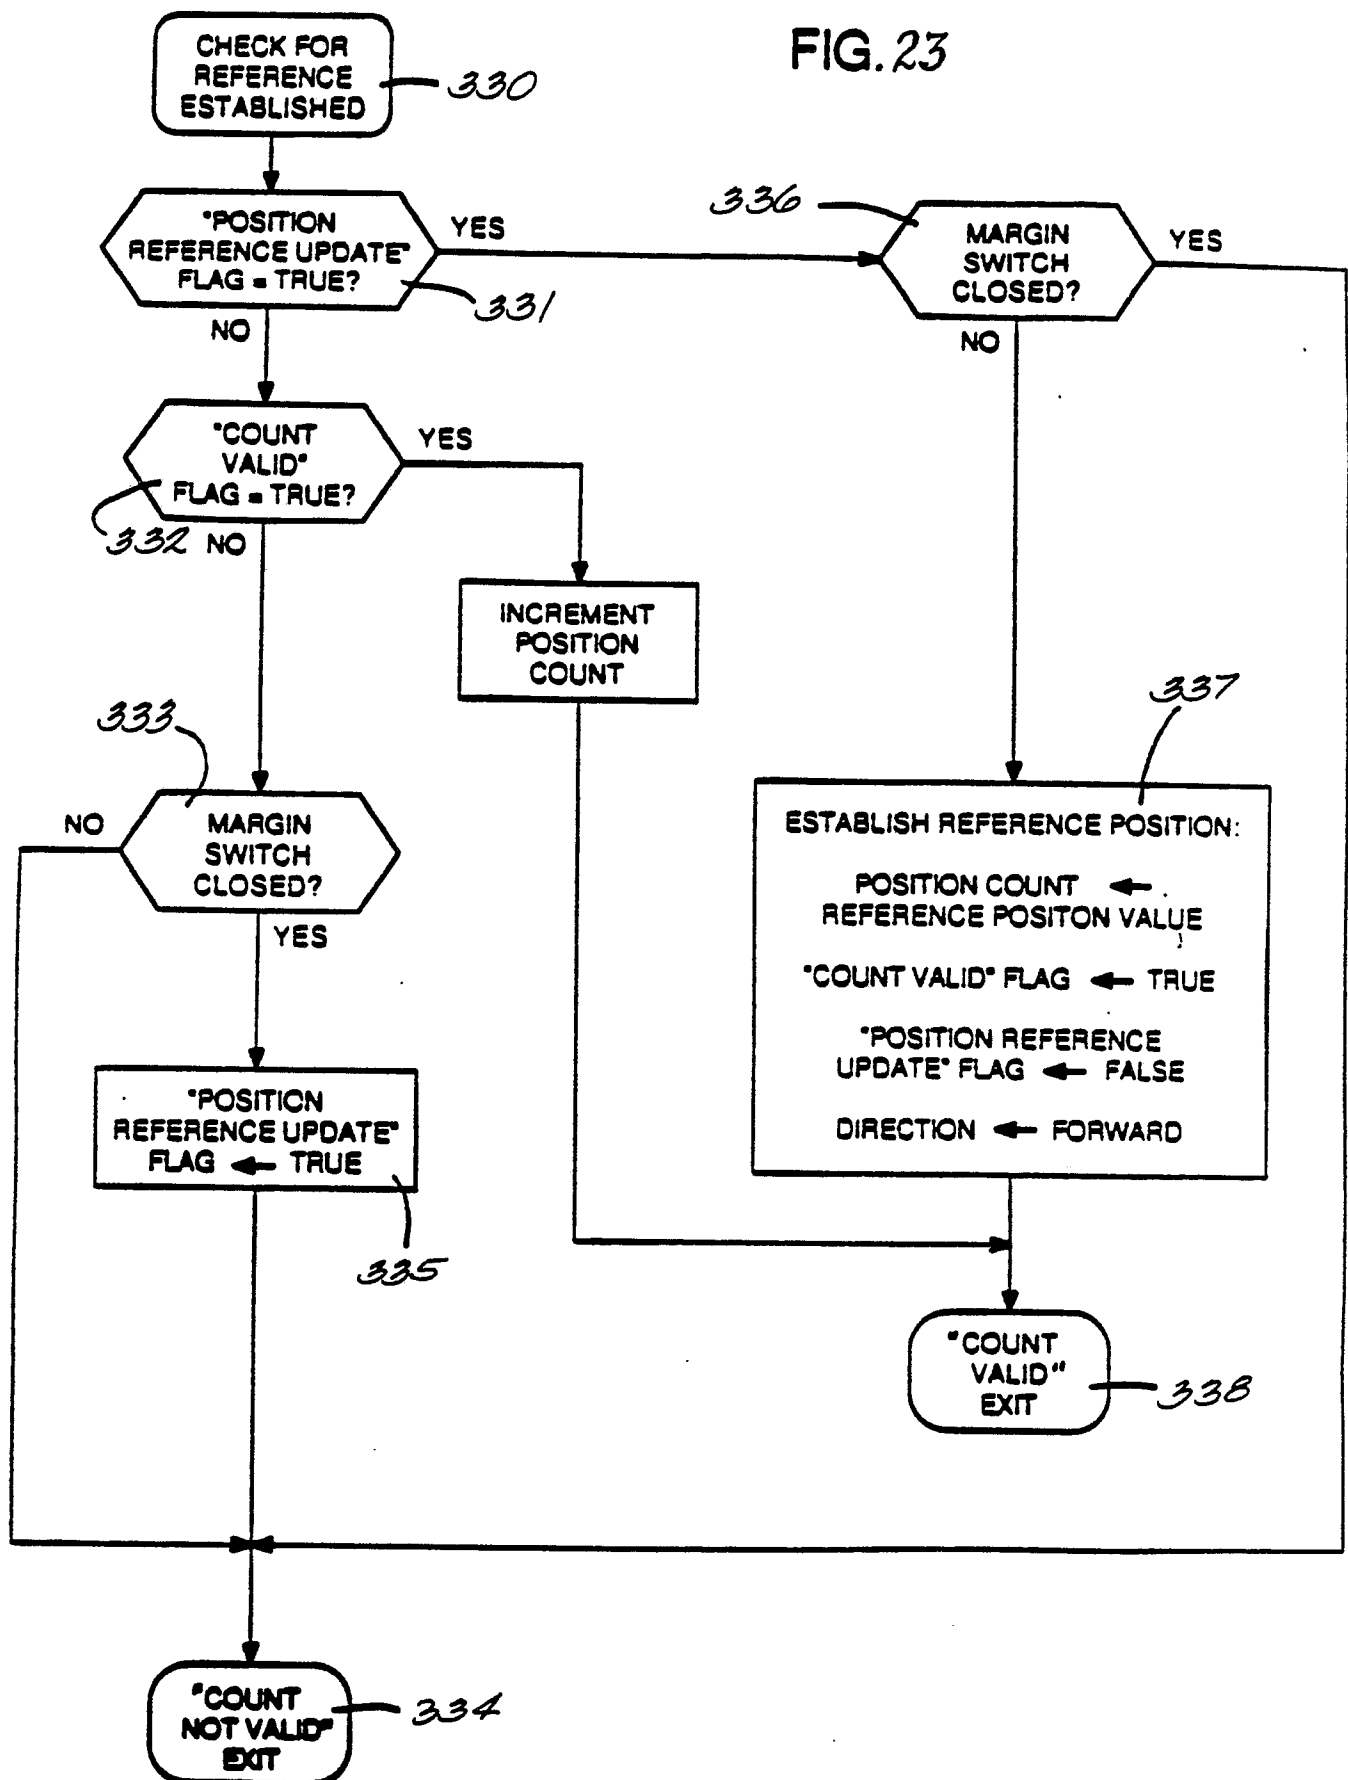 FIG. 23
CHECK FOR
REFERENCE
ESTABLISHED
330
"POSITION
REFERENCE UPDATE"
FLAG = TRUE?
YES
331
NO
336
MARGIN
SWITCH
CLOSED?
YES
NO
"COUNT
VALID"
FLAG = TRUE?
YES
332
NO
INCREMENT
POSITION
COUNT
333
NO
MARGIN
SWITCH
CLOSED?
YES
337
ESTABLISH REFERENCE POSITION:
POSITION COUNT ←
REFERENCE POSITON VALUE
"COUNT VALID" FLAG ← TRUE
"POSITION REFERENCE
UPDATE" FLAG ← FALSE
DIRECTION ← FORWARD
"POSITION
REFERENCE UPDATE"
FLAG ← TRUE
335
"COUNT
VALID"
EXIT
338
"COUNT
NOT VALID"
EXIT
334